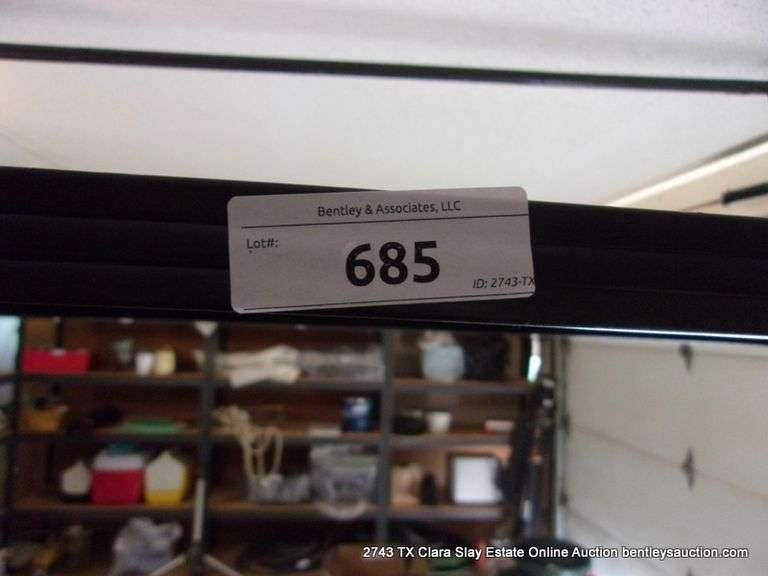 Bentley & Associates, LLC
Lot#:
685
ID: 2743-TX
2743 TX Clara Slay Estate Online Auction bentleysauction.com